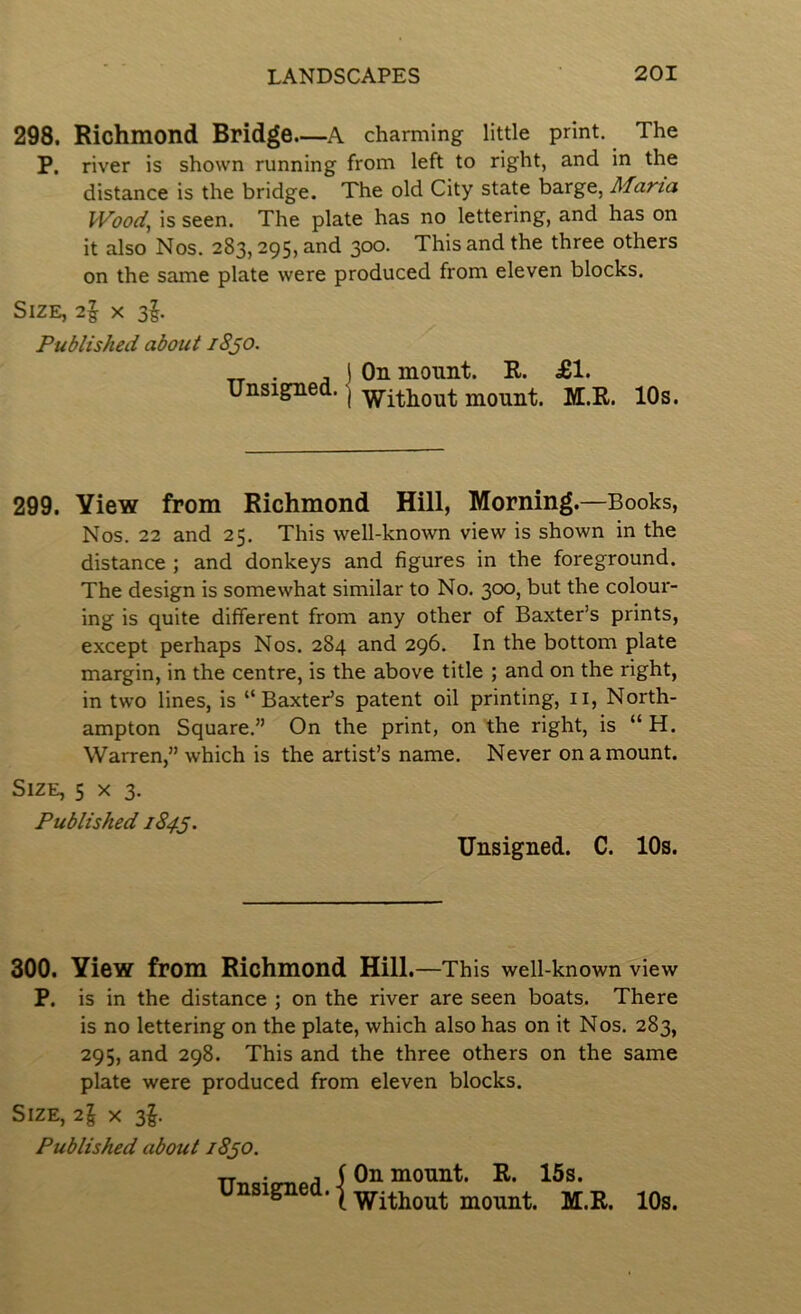 LANDSCAPES 201
298. Richmond Bridge.—A charming little print. The
P. river is shown running from left to right, and in the
distance is the bridge. The old City state barge, Maria
Wood, is seen. The plate has no lettering, and has on
it also Nos. 283, 295, and 300. This and the three others
on the same plate were produced from eleven blocks.
SIZE, 2⅞ x 3⅞.
Published about 1850.
Unsigned. { On mount. R. £1.
Without mount. M.R. 10s.
299. View from Richmond Hill, Morning.—Books,
Nos. 22 and 25. This well-known view is shown in the
distance ; and donkeys and figures in the foreground.
The design is somewhat similar to No. 300, but the colour-
ing is quite different from any other of Baxter's prints,
except perhaps Nos. 284 and 296. In the bottom plate
margin, in the centre, is the above title ; and on the right,
in two lines, is “Baxter's patent oil printing, 11, North-
ampton Square.” On the print, on the right, is “H.
Warren,” which is the artist's name. Never on a mount.
SIZE, 5 x 3.
Published 1845.
Unsigned. C. 10s.
300. View from Richmond Hill.—This well-known view
P. is in the distance ; on the river are seen boats. There
is no lettering on the plate, which also has on it Nos. 283,
295, and 298. This and the three others on the same
plate were produced from eleven blocks.
SIZE, 2⅞ x 3⅞.
Published about 1850.
Unsigned. { On mount. R. 15s.
Without mount. M.R. 10s.